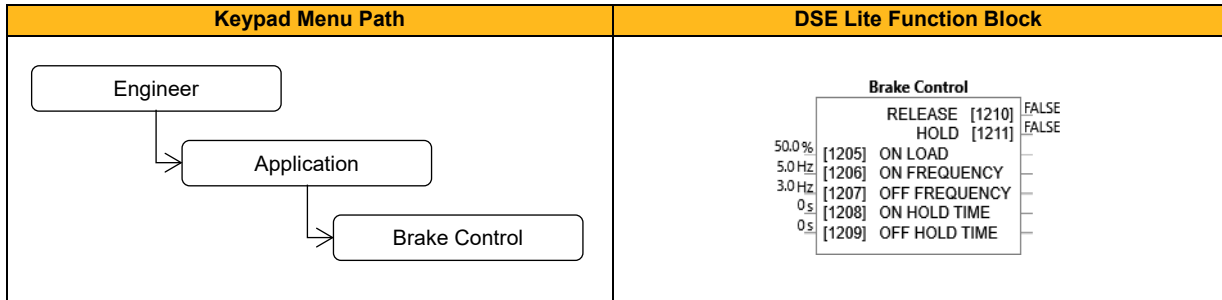 Keypad Menu Path
DSE Lite Function Block
Engineer
Application
Brake Control
Brake Control
RELEASE [1210] FALSE
HOLD [1211] FALSE
50.0 % [1205] ON LOAD
5.0 Hz [1206] ON FREQUENCY
3.0 Hz [1207] OFF FREQUENCY
0 s [1208] ON HOLD TIME
0 s [1209] OFF HOLD TIME